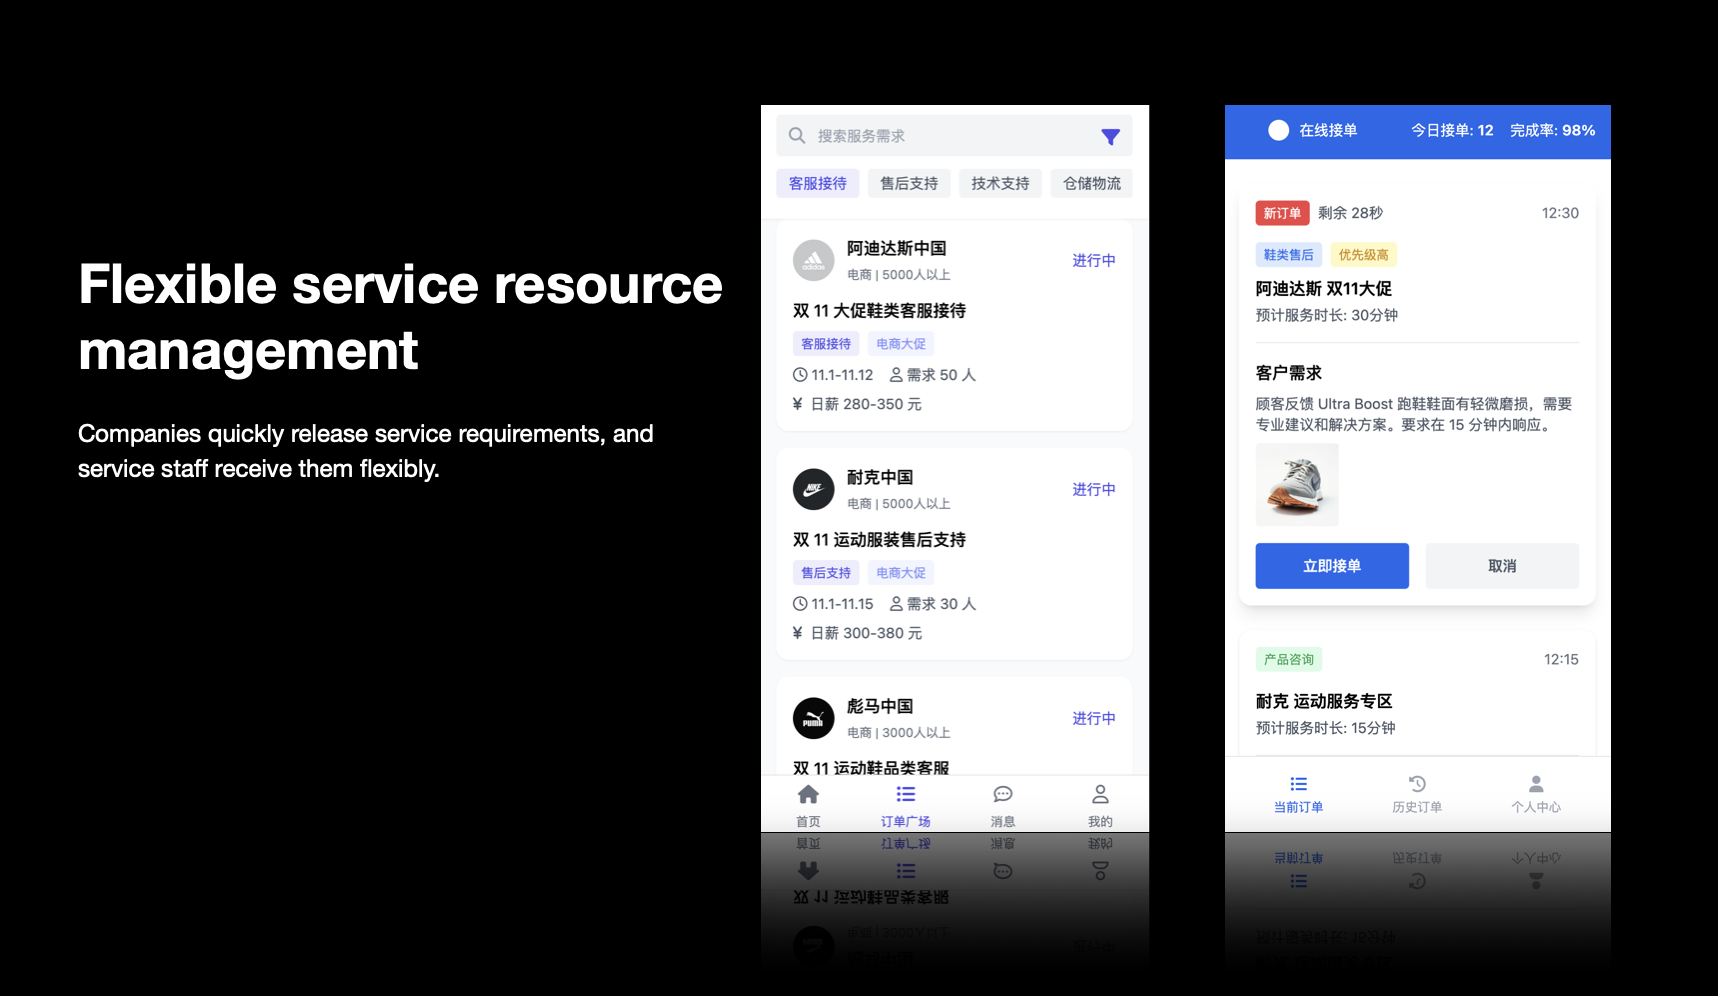 Flexible service resource
management
Companies quickly release service requirements, and
service staff receive them flexibly.
搜索服务需求
客服接待 售后支持 技术支持 仓储物流
adidas
阿迪达斯中国
电商 | 5000人以上
进行中
双 11 大促鞋类客服接待
客服接待 电商大促
11.1-11.12 需求 50 人
¥ 日薪 280-350 元
NIKE
耐克中国
电商 | 5000人以上
进行中
双 11 运动服装售后支持
售后支持 电商大促
11.1-11.15 需求 30 人
¥ 日薪 300-380 元
PUMA
彪马中国
电商 | 3000人以上
进行中
双 11 运动鞋品类客服
首页 订单广场 消息 我的
在线接单 今日接单: 12 完成率: 98%
新订单 剩余 28秒 12:30
鞋类售后 优先级高
阿迪达斯 双11大促
预计服务时长: 30分钟
客户需求
顾客反馈 Ultra Boost 跑鞋鞋面有轻微磨损，需要
专业建议和解决方案。要求在 15 分钟内响应。
立即接单 取消
产品咨询 12:15
耐克 运动服务专区
预计服务时长: 15分钟
当前订单 历史订单 个人中心